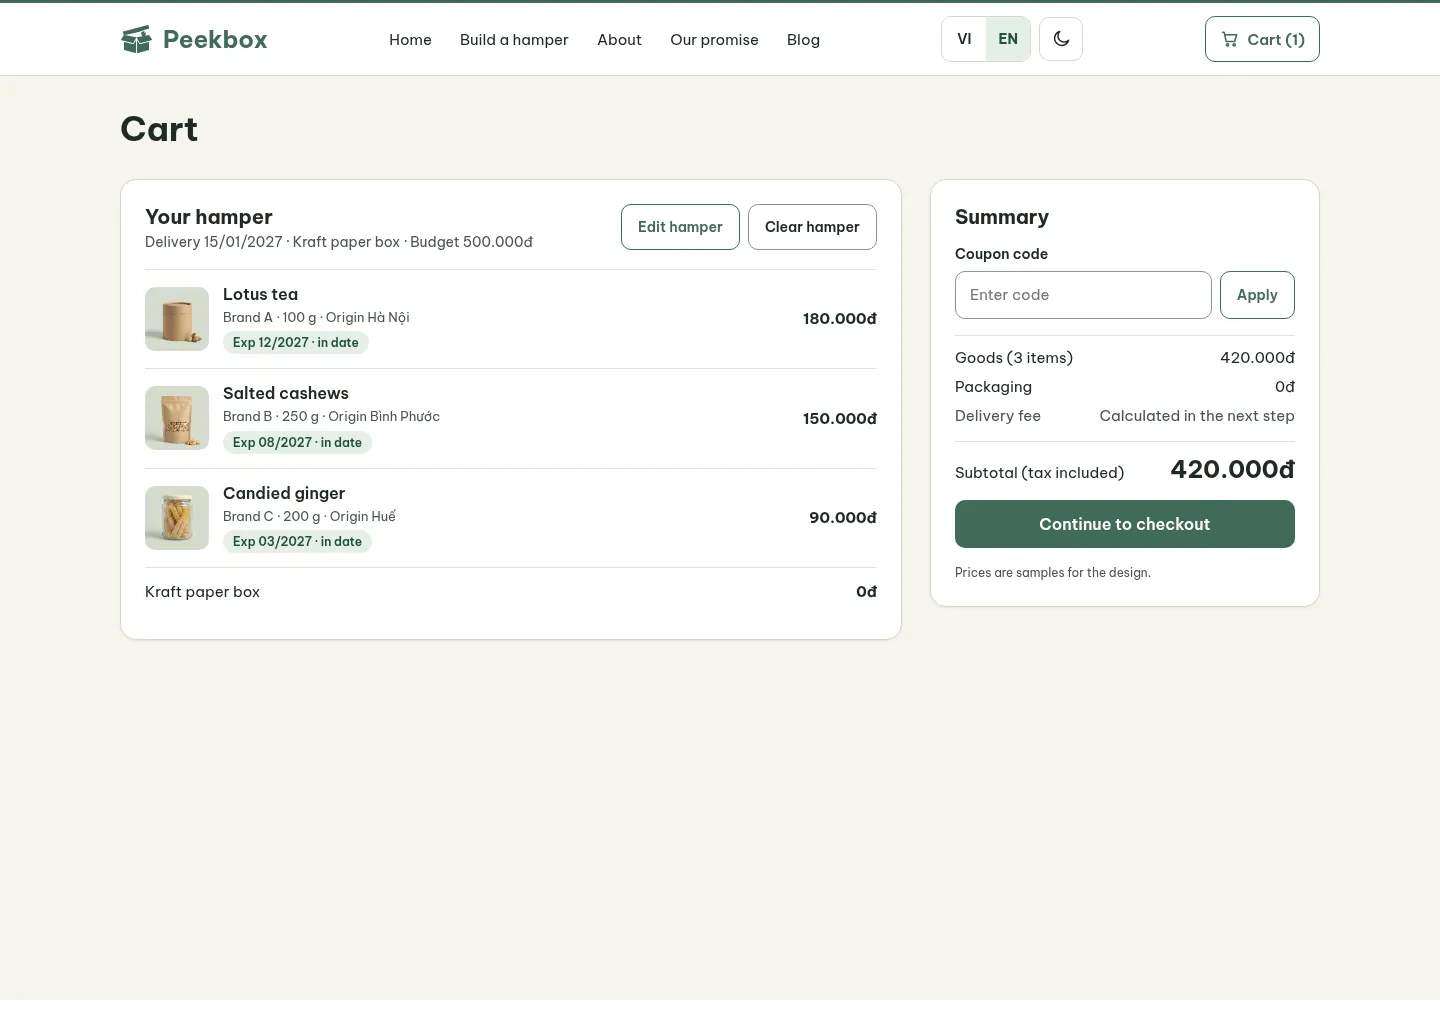 Peekbox
Home
Build a hamper
About
Our promise
Blog
VI
EN
Cart (1)
Cart
Your hamper
Delivery 15/01/2027 · Kraft paper box · Budget 500.000đ
Edit hamper
Clear hamper
Lotus tea
Brand A · 100 g · Origin Hà Nội
Exp 12/2027 · in date
180.000đ
Salted cashews
Brand B · 250 g · Origin Bình Phước
Exp 08/2027 · in date
150.000đ
Candied ginger
Brand C · 200 g · Origin Huế
Exp 03/2027 · in date
90.000đ
Kraft paper box
0đ
Summary
Coupon code
Enter code
Apply
Goods (3 items)
420.000đ
Packaging
0đ
Delivery fee
Calculated in the next step
Subtotal (tax included)
420.000đ
Continue to checkout
Prices are samples for the design.